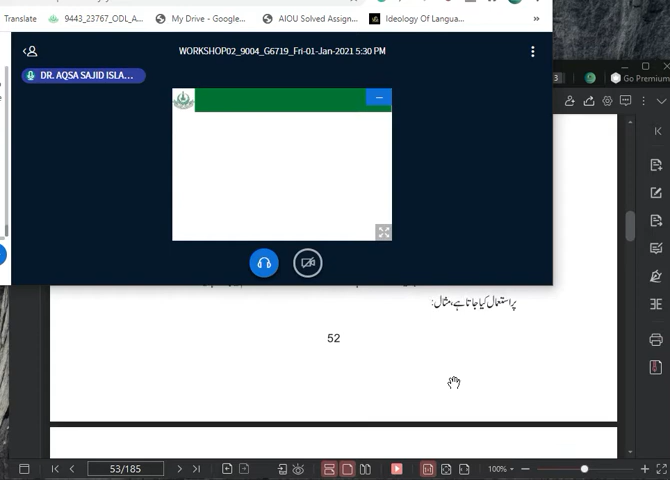 Translate
9443_23767_ODL_A...
My Drive - Google...
AIOU Solved Assign...
Ideology Of Langua...
»
WORKSHOP02_9004_G6719_Fri-01-Jan-2021 5:30 PM
DR. AQSA SAJID ISLA...
Go Premium
پر استعمال کیا جاتا ہے، مثال:
52
53/185
100%